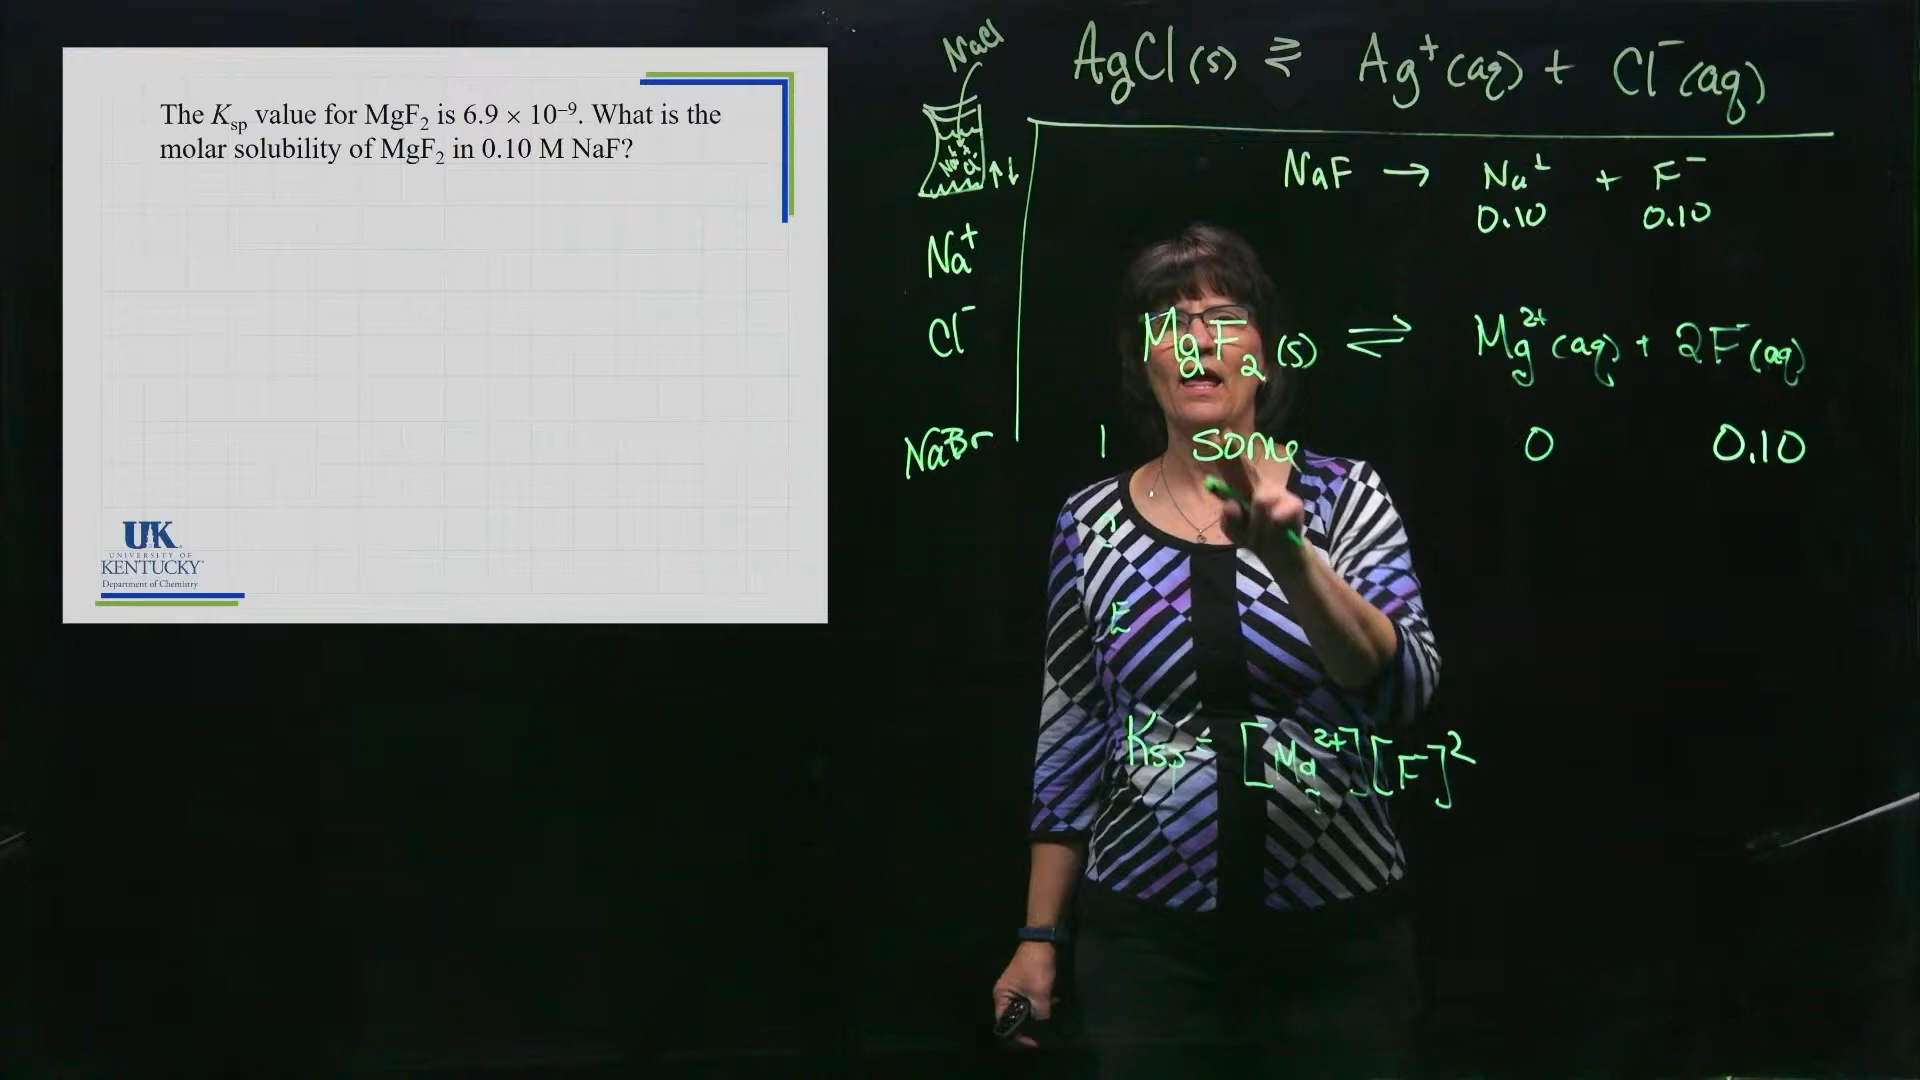 The Ksp value for MgF2 is 6.9 × 10–9. What is the
molar solubility of MgF2 in 0.10 M NaF?
UK
UNIVERSITY OF
KENTUCKY
Department of Chemistry
NaCl
AgCl (s) ⇌ Ag+ (aq) + Cl- (aq)
Na+ Cl-
↑↓
Na+
Cl-
NaBr
NaF → Na+ + F-
0.10 0.10
MgF2 (s) ⇌ Mg2+ (aq) + 2F- (aq)
I some 0 0.10
C
E
Ksp = [Mg2+][F-]2